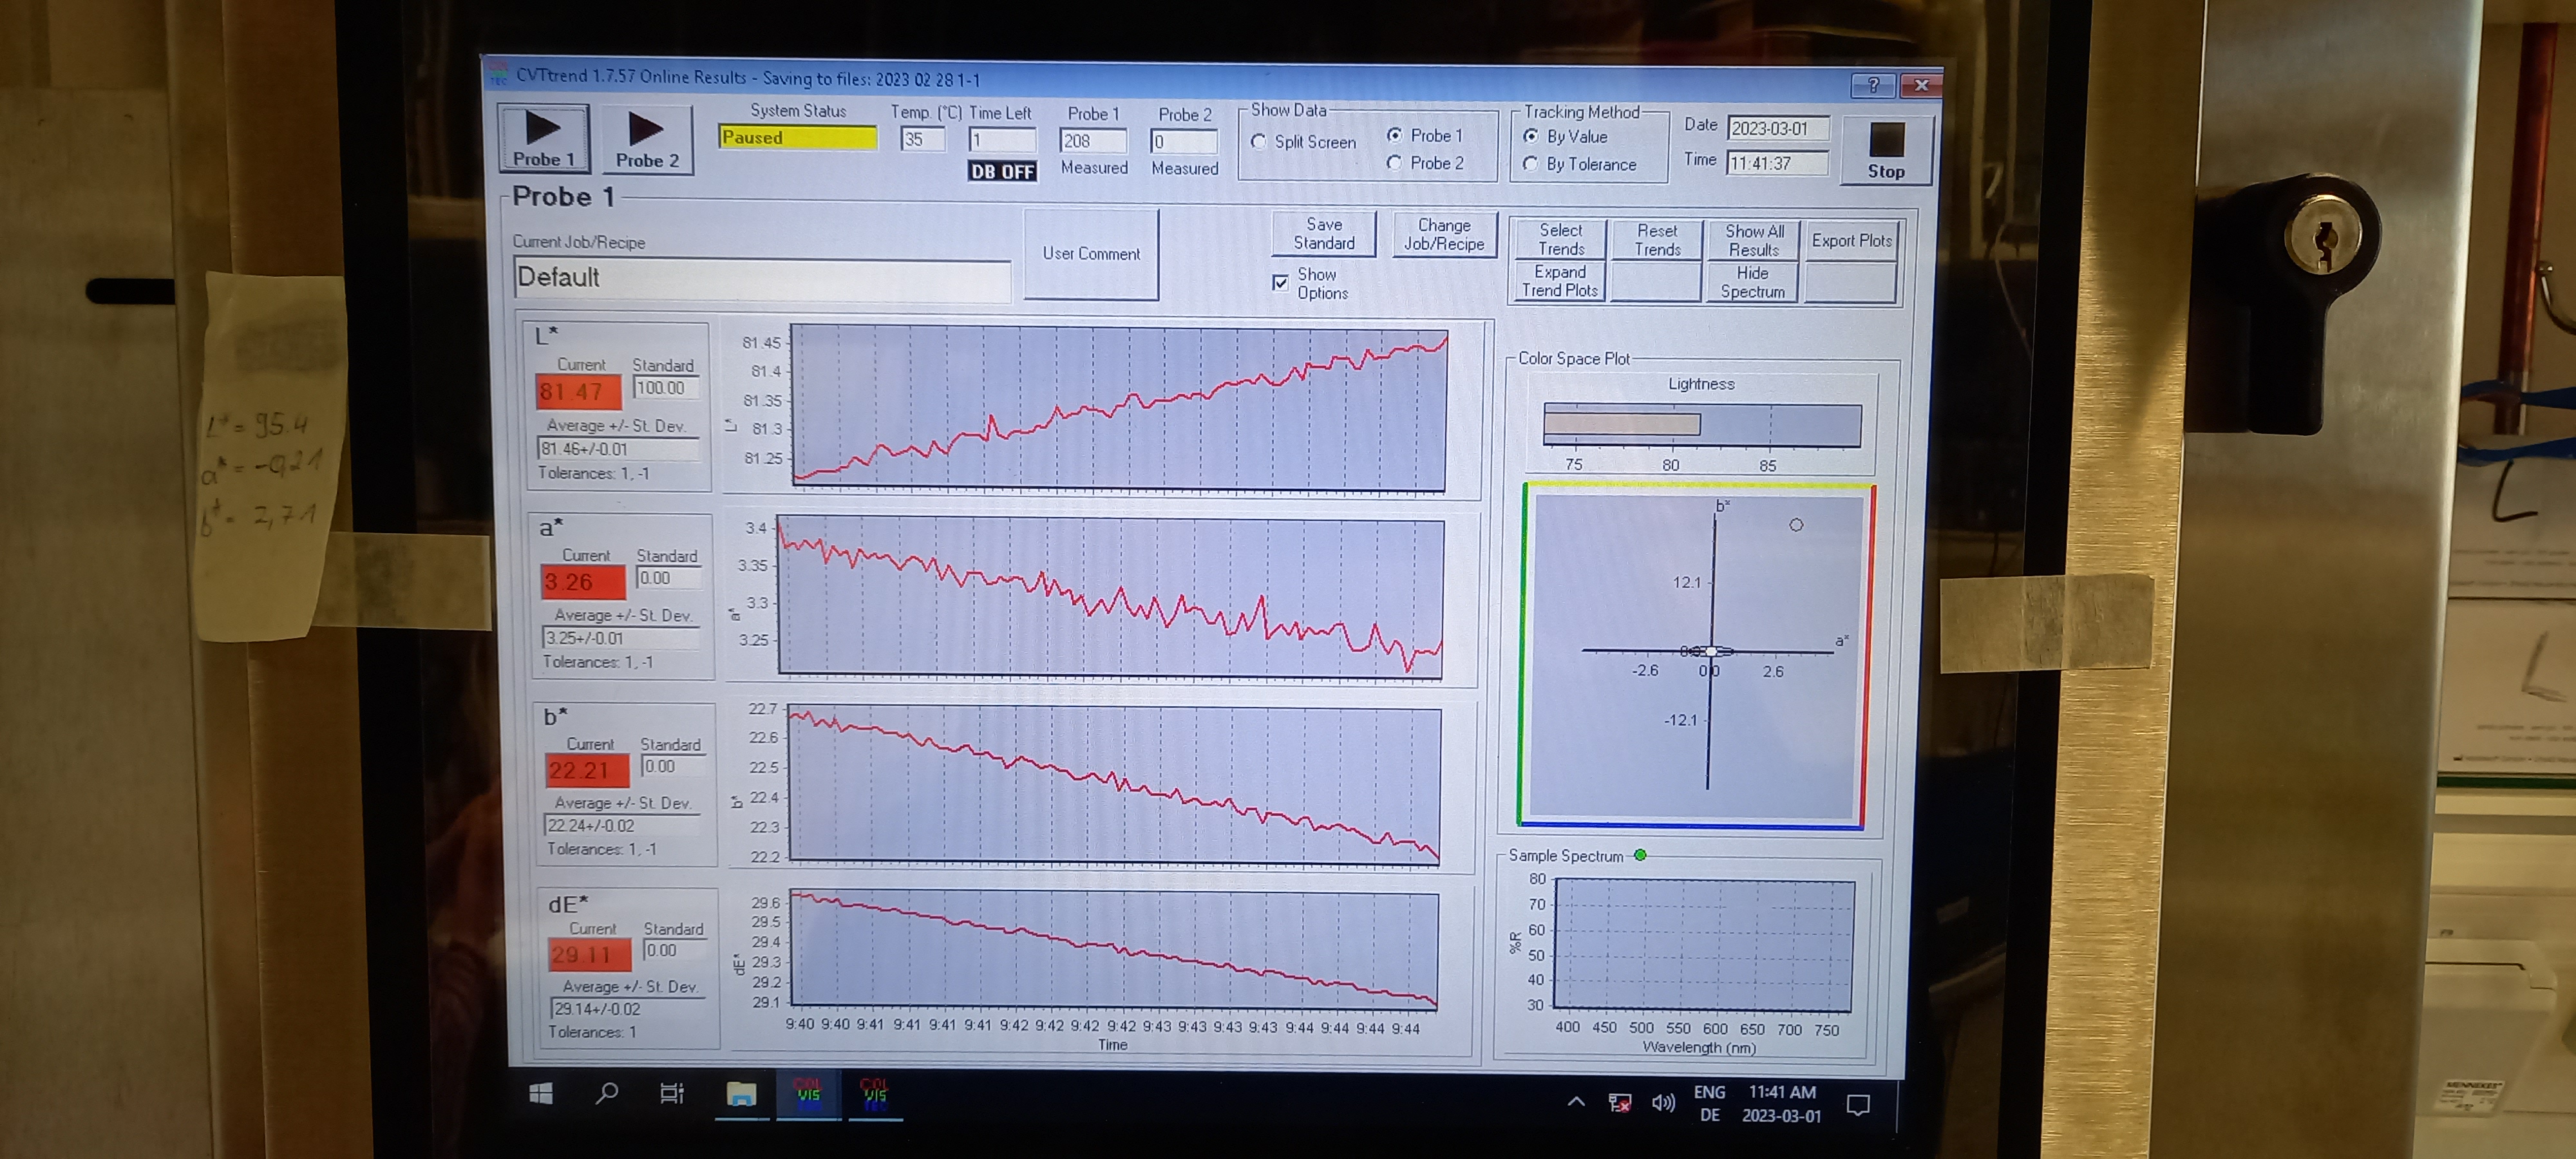 CVTtrend 1.7.57 Online Results - Saving to files: 2023 02 28 1-1
Probe 1
Probe 2
System Status
Paused
Temp. (°C)
35
Time Left
1
DB OFF
Probe 1
208
Measured
Probe 2
0
Measured
Show Data
Split Screen
Probe 1
Probe 2
Tracking Method
By Value
By Tolerance
Date 2023-03-01
Time 11:41:37
Stop
Probe 1
Current Job/Recipe
Default
User Comment
Save Standard
Change Job/Recipe
Show Options
Select Trends
Reset Trends
Show All Results
Export Plots
Expand Trend Plots
Hide Spectrum
L*
Current Standard
81.47 100.00
Average +/- St. Dev.
81.46+/-0.01
Tolerances: 1, -1
81.45
81.4
81.35
81.3
81.25
L*
a*
Current Standard
3.26 0.00
Average +/- St. Dev.
3.25+/-0.01
Tolerances: 1, -1
3.4
3.35
3.3
3.25
a*
b*
Current Standard
22.21 0.00
Average +/- St. Dev.
22.24+/-0.02
Tolerances: 1, -1
22.7
22.6
22.5
22.4
22.3
22.2
b*
dE*
Current Standard
29.11 0.00
Average +/- St. Dev.
29.14+/-0.02
Tolerances: 1
29.6
29.5
29.4
29.3
29.2
29.1
dE*
9:40 9:40 9:41 9:41 9:41 9:41 9:42 9:42 9:42 9:42 9:43 9:43 9:43 9:43 9:44 9:44 9:44 9:44
Time
Color Space Plot
Lightness
75 80 85
b*
12.1
a*
-2.6 0 0 2.6
-12.1
Sample Spectrum
80
70
60
50
40
30
%R
400 450 500 550 600 650 700 750
Wavelength (nm)
COL VIS TEC
COL VIS TEC
ENG
DE
11:41 AM
2023-03-01
L* = 95.4
a* = -0,21
b* = 2,71
MENNEKES